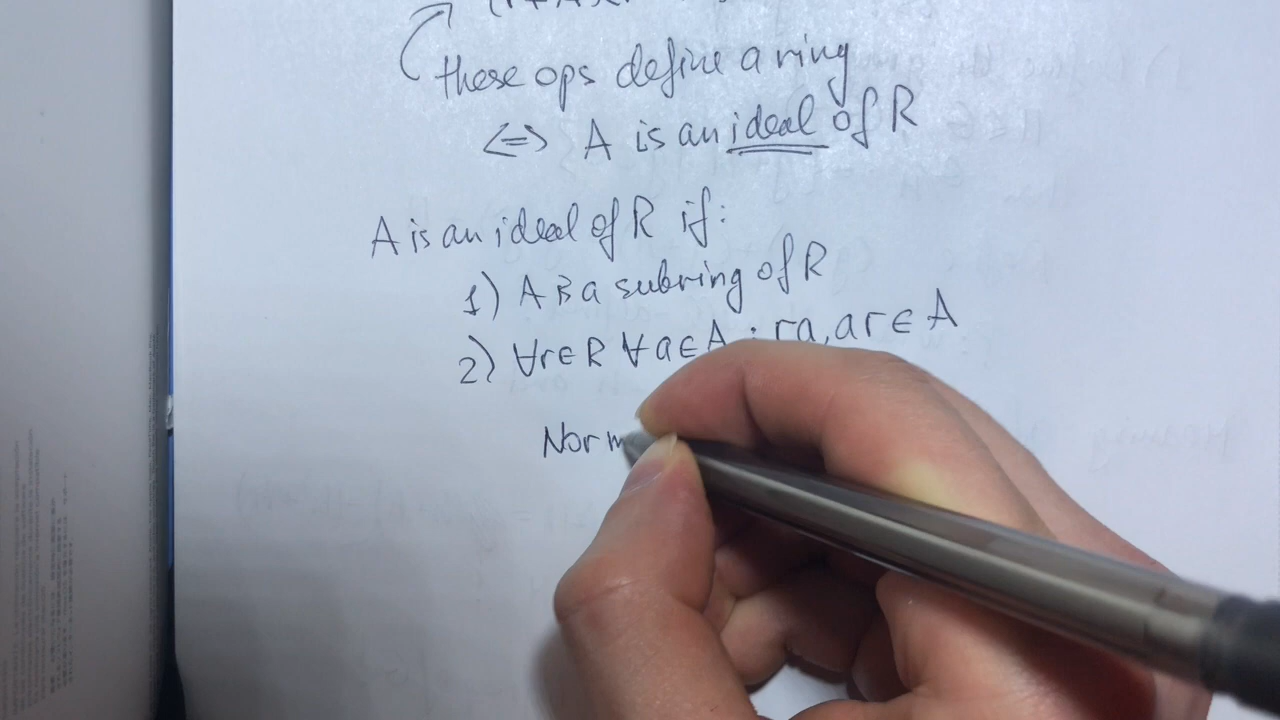 these ops define a ring
<=> A is an ideal of R
A is an ideal of R if:
1) A is a subring of R
2) ∀r∈R ∀a∈A : ra, ar ∈ A
Norm